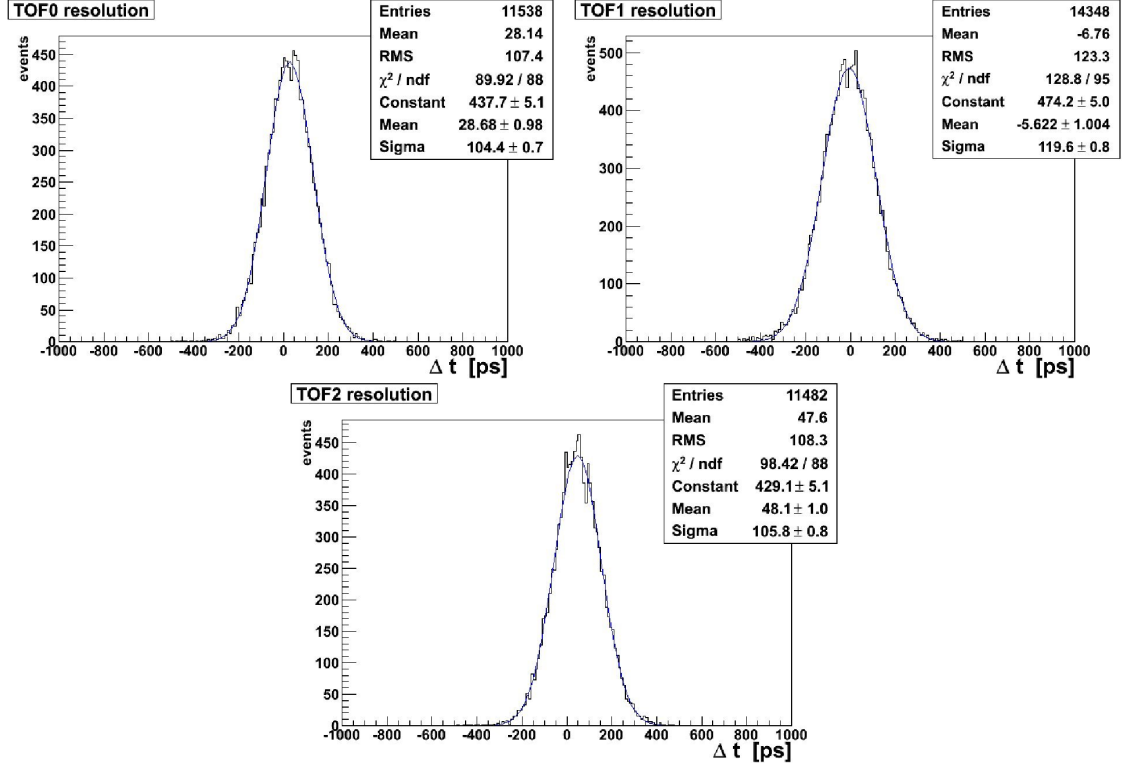 TOF0 resolution
Entries 11538
Mean 28.14
RMS 107.4
χ² / ndf 89.92 / 88
Constant 437.7 ± 5.1
Mean 28.68 ± 0.98
Sigma 104.4 ± 0.7
events
450
400
350
300
250
200
150
100
50
0
-1000 -800 -600 -400 -200 0 200 400 600 800 1000
Δ t [ps]
TOF1 resolution
Entries 14348
Mean -6.76
RMS 123.3
χ² / ndf 128.8 / 95
Constant 474.2 ± 5.0
Mean -5.622 ± 1.004
Sigma 119.6 ± 0.8
events
500
400
300
200
100
0
-1000 -800 -600 -400 -200 0 200 400 600 800 1000
Δ t [ps]
TOF2 resolution
Entries 11482
Mean 47.6
RMS 108.3
χ² / ndf 98.42 / 88
Constant 429.1 ± 5.1
Mean 48.1 ± 1.0
Sigma 105.8 ± 0.8
events
450
400
350
300
250
200
150
100
50
0
-1000 -800 -600 -400 -200 0 200 400 600 800 1000
Δ t [ps]